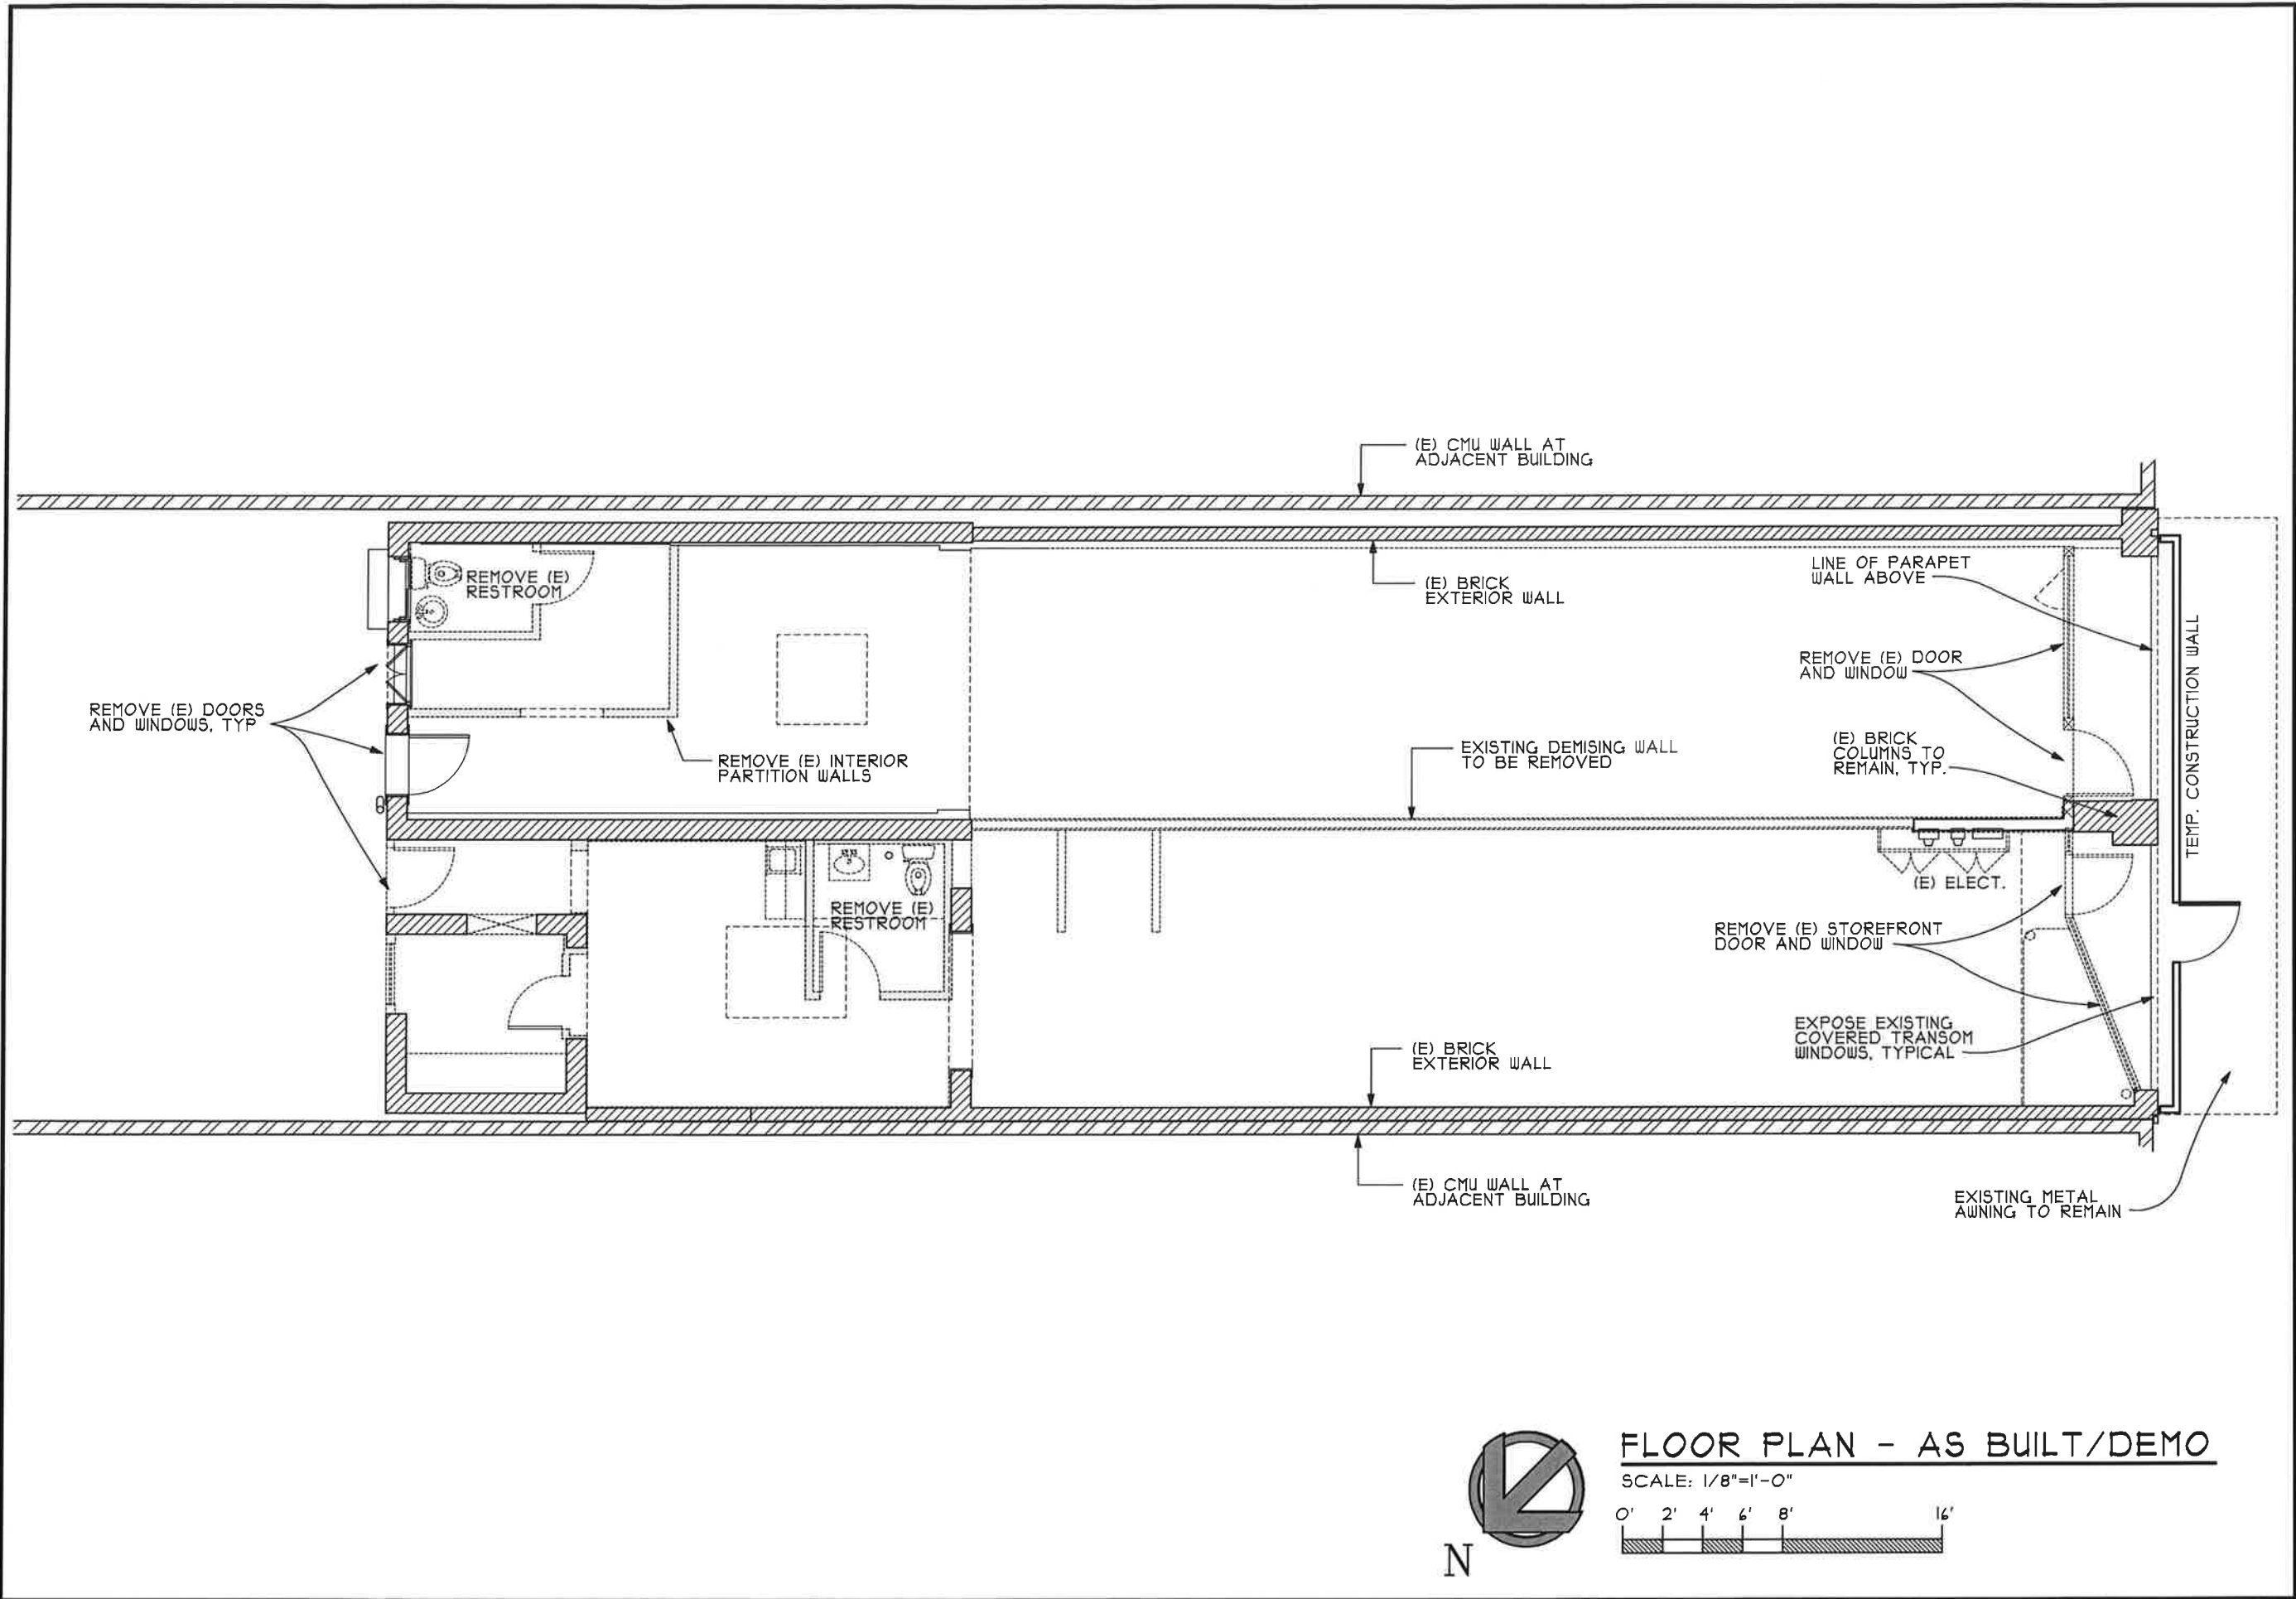 (E) CMU WALL AT
ADJACENT BUILDING
REMOVE (E)
RESTROOM
(E) BRICK
EXTERIOR WALL
LINE OF PARAPET
WALL ABOVE
REMOVE (E) DOOR
AND WINDOW
TEMP. CONSTRUCTION WALL
REMOVE (E) DOORS
AND WINDOWS, TYP
REMOVE (E) INTERIOR
PARTITION WALLS
EXISTING DEMISING WALL
TO BE REMOVED
(E) BRICK
COLUMNS TO
REMAIN, TYP.
(E) ELECT.
REMOVE (E)
RESTROOM
REMOVE (E) STOREFRONT
DOOR AND WINDOW
(E) BRICK
EXTERIOR WALL
EXPOSE EXISTING
COVERED TRANSOM
WINDOWS, TYPICAL
(E) CMU WALL AT
ADJACENT BUILDING
EXISTING METAL
AWNING TO REMAIN
N
FLOOR PLAN - AS BUILT/DEMO
SCALE: 1/8"=1'-0"
0' 2' 4' 6' 8' 16'